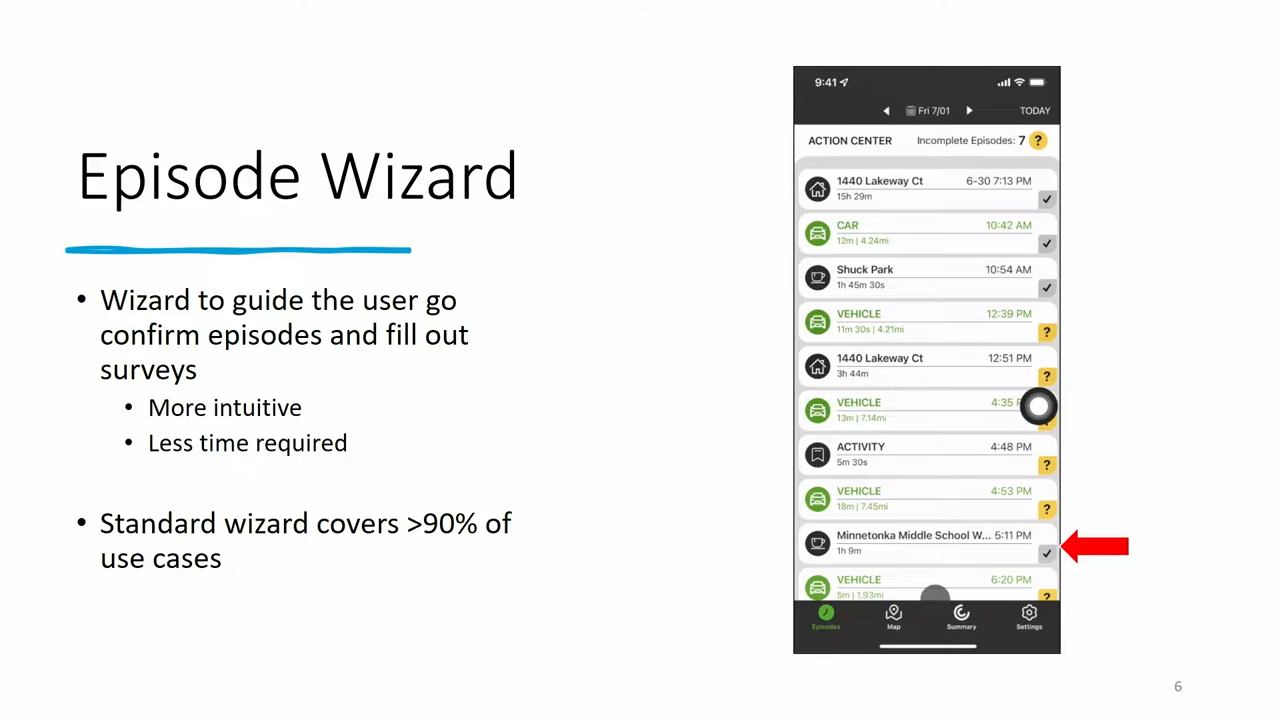 Episode Wizard
• Wizard to guide the user go
confirm episodes and fill out
surveys
• More intuitive
• Less time required
• Standard wizard covers >90% of
use cases
9:41
Fri 7/01
TODAY
ACTION CENTER Incomplete Episodes: 7 ?
1440 Lakeway Ct 6-30 7:13 PM
15h 29m
CAR 10:42 AM
12m | 4.24mi
Shuck Park 10:54 AM
1h 45m 30s
VEHICLE 12:39 PM
11m 30s | 4.21mi ?
1440 Lakeway Ct 12:51 PM
3h 44m ?
VEHICLE 4:35
13m | 7.14mi
ACTIVITY 4:48 PM
5m 30s ?
VEHICLE 4:53 PM
18m | 7.45mi ?
Minnetonka Middle School W... 5:11 PM
1h 9m
VEHICLE 6:20 PM
5m | 1.93mi ?
Episodes Map Summary Settings
6